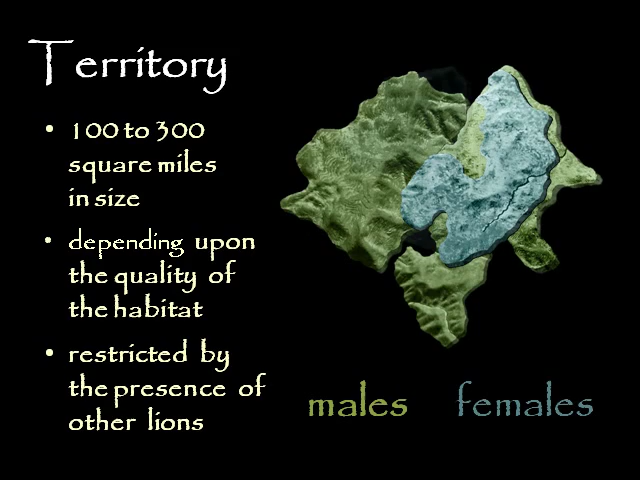 Territory
• 100 to 300
square miles
in size
• depending upon
the quality of
the habitat
• restricted by
the presence of
other lions
males females